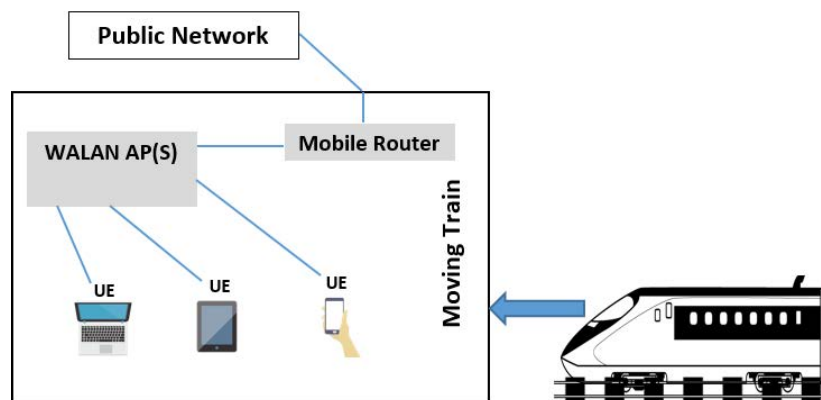 Public Network
WALAN AP(S)
Mobile Router
Moving Train
UE
UE
UE